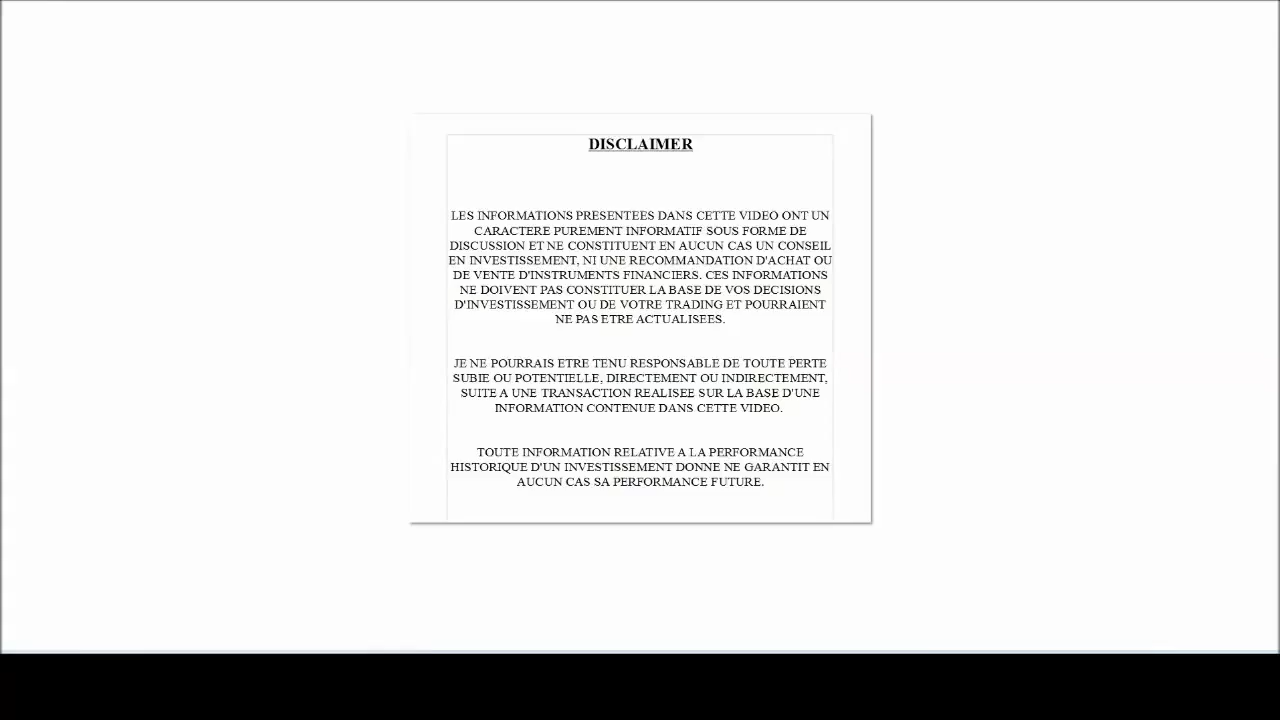 DISCLAIMER
LES INFORMATIONS PRESENTEES DANS CETTE VIDEO ONT UN
CARACTERE PUREMENT INFORMATIF SOUS FORME DE
DISCUSSION ET NE CONSTITUENT EN AUCUN CAS UN CONSEIL
EN INVESTISSEMENT, NI UNE RECOMMANDATION D'ACHAT OU
DE VENTE D'INSTRUMENTS FINANCIERS. CES INFORMATIONS
NE DOIVENT PAS CONSTITUER LA BASE DE VOS DECISIONS
D'INVESTISSEMENT OU DE VOTRE TRADING ET POURRAIENT
NE PAS ETRE ACTUALISEES.
JE NE POURRAIS ETRE TENU RESPONSABLE DE TOUTE PERTE
SUBIE OU POTENTIELLE, DIRECTEMENT OU INDIRECTEMENT,
SUITE A UNE TRANSACTION REALISEE SUR LA BASE D'UNE
INFORMATION CONTENUE DANS CETTE VIDEO.
TOUTE INFORMATION RELATIVE A LA PERFORMANCE
HISTORIQUE D'UN INVESTISSEMENT DONNE NE GARANTIT EN
AUCUN CAS SA PERFORMANCE FUTURE.